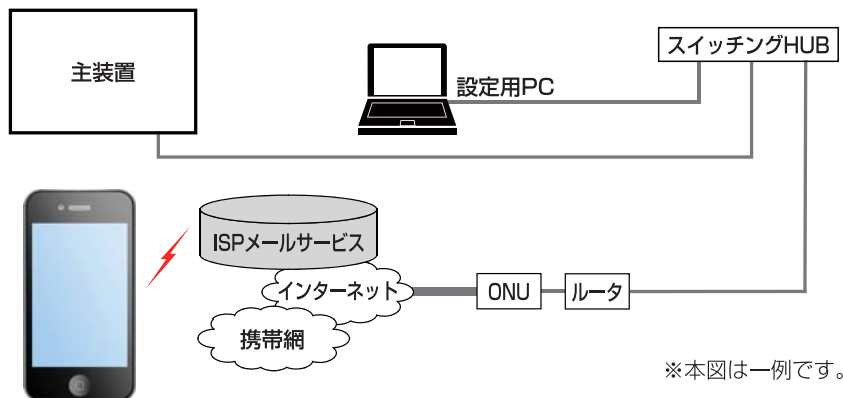 主装置
設定用PC
スイッチングHUB
ISPメールサービス
インターネット
ONU
ルータ
携帯網
※本図は一例です。